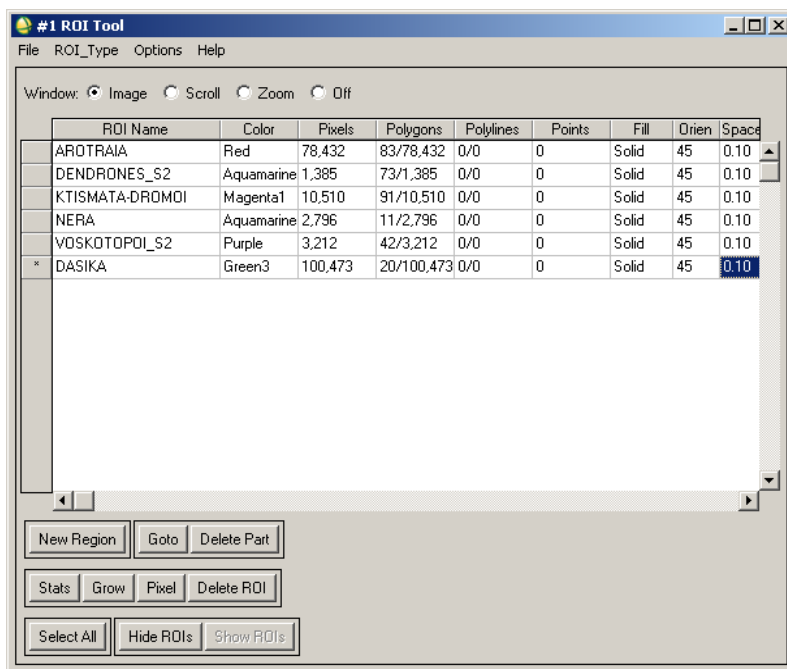 #1 ROI Tool
File ROI_Type Options Help
Window: Image Scroll Zoom Off
ROI Name Color Pixels Polygons Polylines Points Fill Orien Space
AROTRAIA Red 78,432 83/78,432 0/0 0 Solid 45 0.10
DENDRONES_S2 Aquamarine 1,385 73/1,385 0/0 0 Solid 45 0.10
KTISMATA-DROMOI Magenta1 10,510 91/10,510 0/0 0 Solid 45 0.10
NERA Aquamarine 2,796 11/2,796 0/0 0 Solid 45 0.10
VOSKOTOPOI_S2 Purple 3,212 42/3,212 0/0 0 Solid 45 0.10
* DASIKA Green3 100,473 20/100,473 0/0 0 Solid 45 0.10
New Region Goto Delete Part
Stats Grow Pixel Delete ROI
Select All Hide ROIs Show ROIs